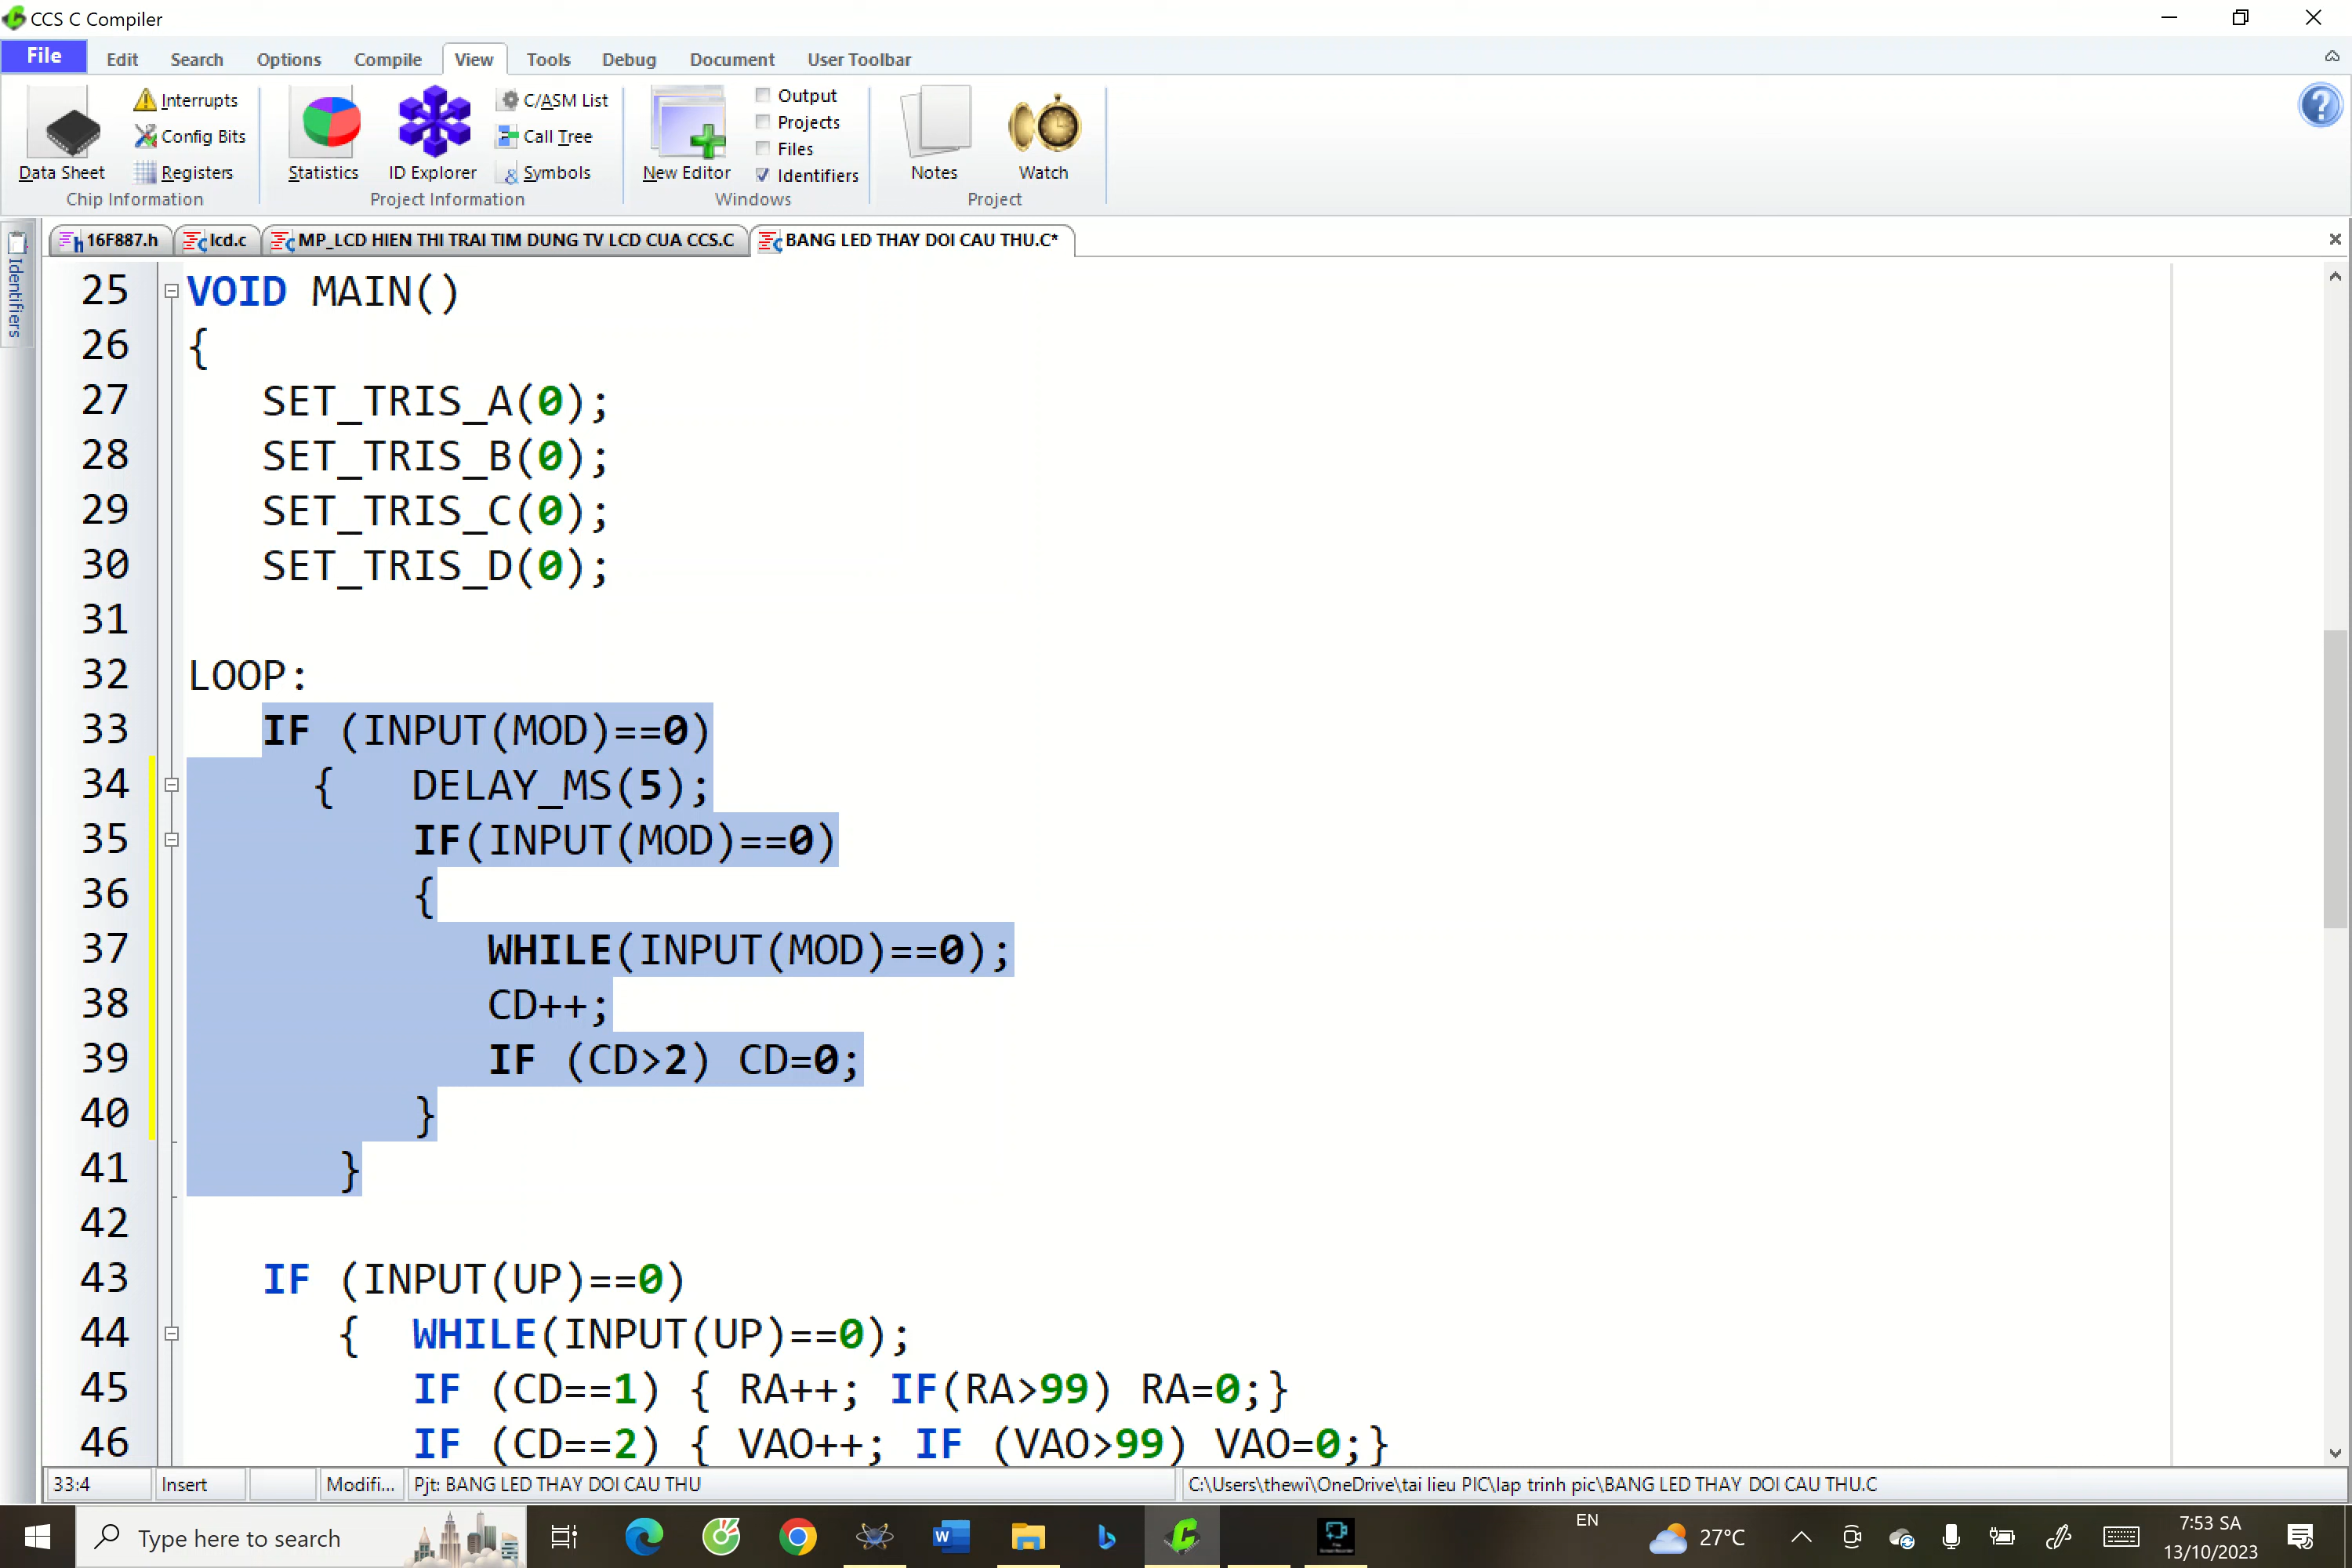 CCS C Compiler
File Edit Search Options Compile View Tools Debug Document User Toolbar
Data Sheet
Interrupts
Config Bits
Registers
Chip Information
Statistics
ID Explorer
C/ASM List
Call Tree
Symbols
Project Information
New Editor
Output
Projects
Files
Identifiers
Windows
Notes
Watch
Project
16F887.h lcd.c MP_LCD HIEN THI TRAI TIM DUNG TV LCD CUA CCS.C BANG LED THAY DOI CAU THU.C*
Identifiers
25 VOID MAIN()
26 {
27 SET_TRIS_A(0);
28 SET_TRIS_B(0);
29 SET_TRIS_C(0);
30 SET_TRIS_D(0);
31
32 LOOP:
33 IF (INPUT(MOD)==0)
34 { DELAY_MS(5);
35 IF(INPUT(MOD)==0)
36 {
37 WHILE(INPUT(MOD)==0);
38 CD++;
39 IF (CD>2) CD=0;
40 }
41 }
42
43 IF (INPUT(UP)==0)
44 { WHILE(INPUT(UP)==0);
45 IF (CD==1) { RA++; IF(RA>99) RA=0;}
46 IF (CD==2) { VAO++; IF (VAO>99) VAO=0;}
33:4 Insert Modifi... Pjt: BANG LED THAY DOI CAU THU C:\Users\thewi\OneDrive\tai lieu PIC\lap trinh pic\BANG LED THAY DOI CAU THU.C
Type here to search
EN
27°C
7:53 SA
13/10/2023